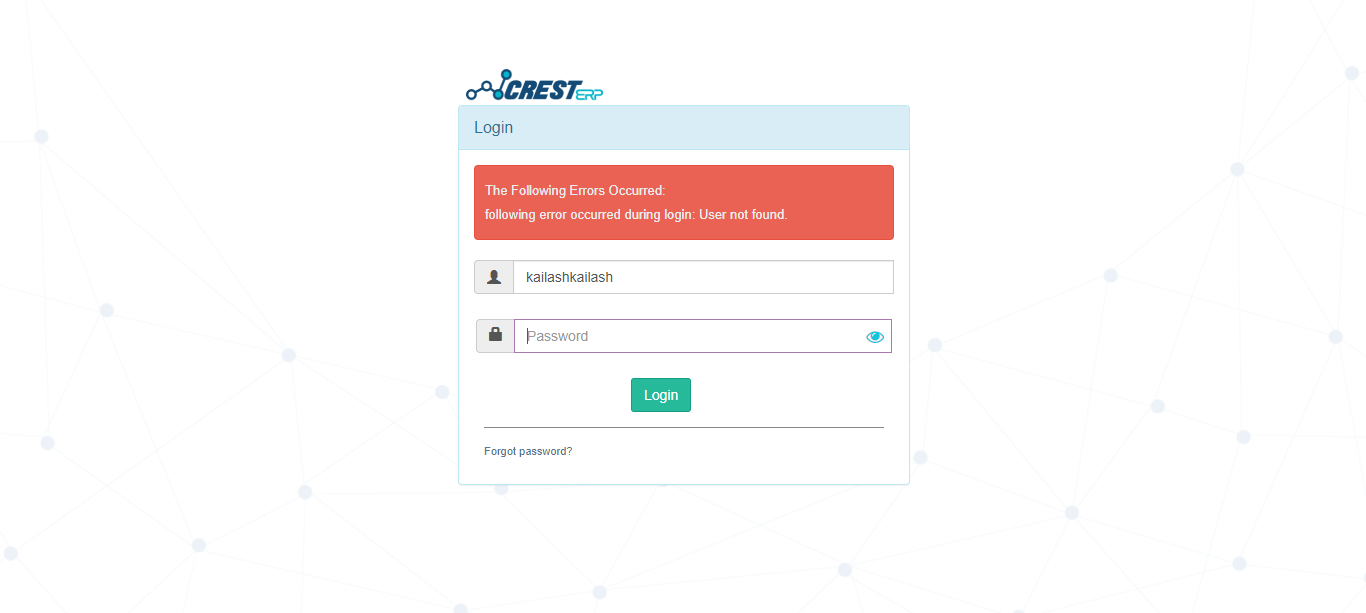 CREST ERP
Login
The Following Errors Occurred:
following error occurred during login: User not found.
kailashkailash
Password
Login
Forgot password?